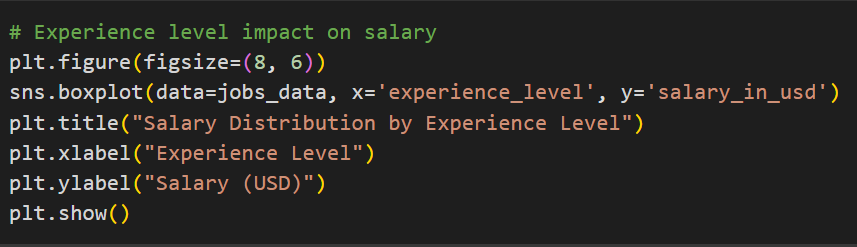 # Experience level impact on salary
plt.figure(figsize=(8, 6))
sns.boxplot(data=jobs_data, x='experience_level', y='salary_in_usd')
plt.title("Salary Distribution by Experience Level")
plt.xlabel("Experience Level")
plt.ylabel("Salary (USD)")
plt.show()